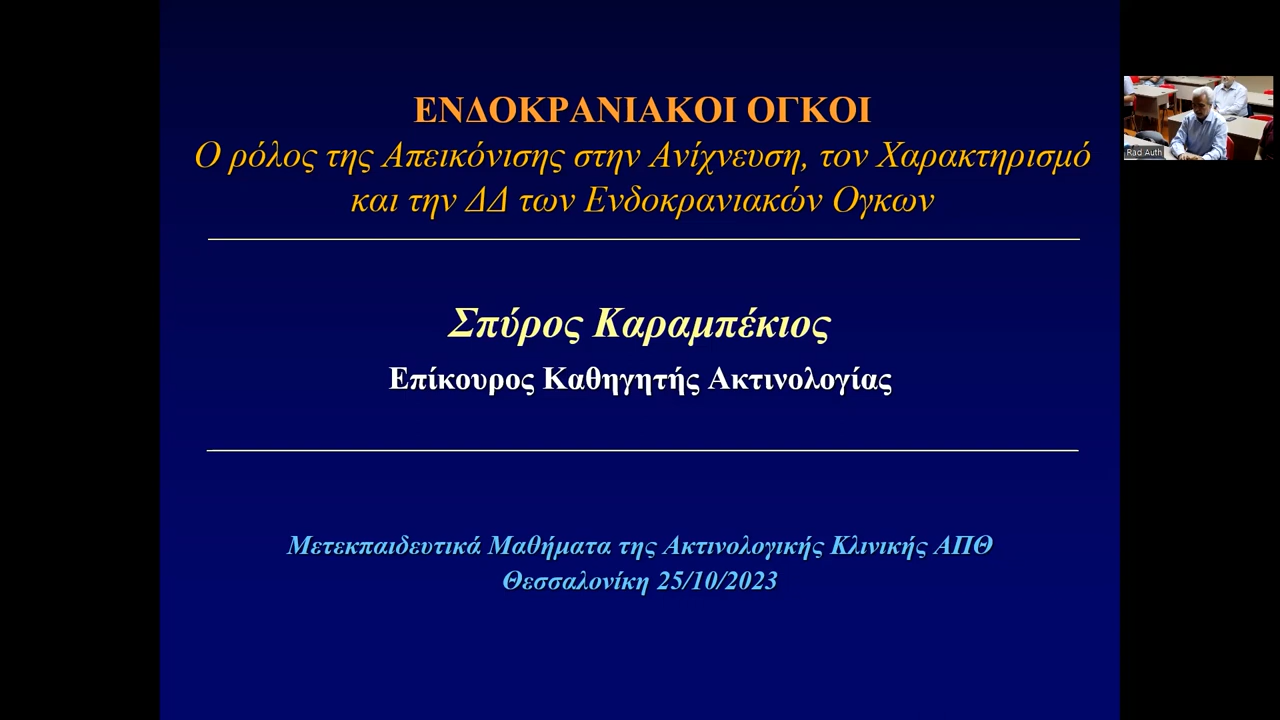 ΕΝΔΟΚΡΑΝΙΑΚΟΙ ΟΓΚΟΙ
Ο ρόλος της Απεικόνισης στην Ανίχνευση, τον Χαρακτηρισμό
και την ΔΔ των Ενδοκρανιακών Ογκων
Σπύρος Καραμπέκιος
Επίκουρος Καθηγητής Ακτινολογίας
Μετεκπαιδευτικά Μαθήματα της Ακτινολογικής Κλινικής ΑΠΘ
Θεσσαλονίκη 25/10/2023
Rad Auth